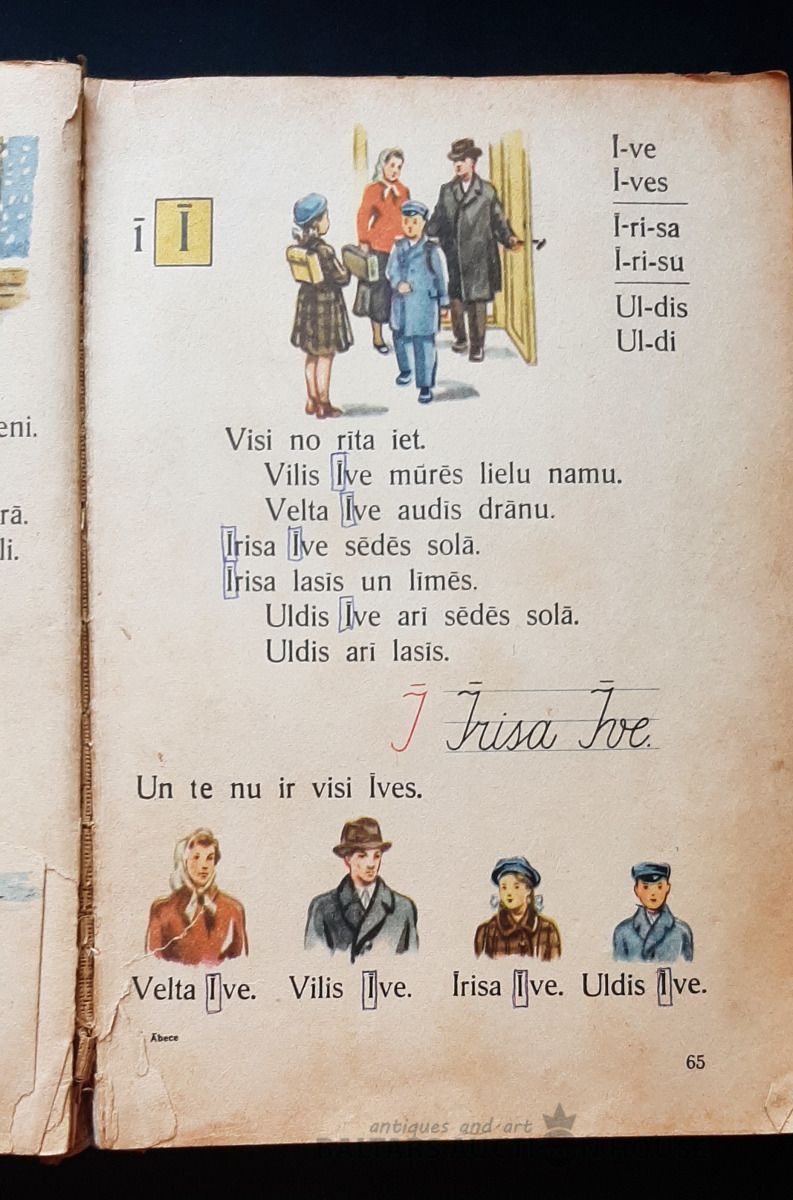 eni.
rā.
li.
ī Ī
Ī-ve
Ī-ves
Ī-ri-sa
Ī-ri-su
Ul-dis
Ul-di
Visi no rīta iet.
Vilis Īve mūrēs lielu namu.
Velta Īve audīs drānu.
Īrisa Īve sēdēs solā.
Īrisa lasīs un līmēs.
Uldis Īve arī sēdēs solā.
Uldis arī lasīs.
Ī Īrisa Īve.
Un te nu ir visi Īves.
Velta Īve. Vilis Īve. Īrisa Īve. Uldis Īve.
Ābece
65
antiques and art